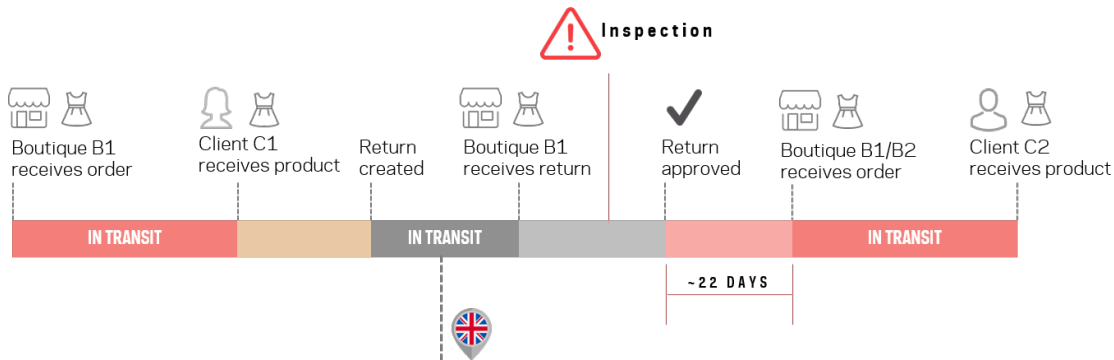 Inspection
Boutique B1
receives order
Client C1
receives product
Return
created
Boutique B1
receives return
Return
approved
Boutique B1/B2
receives order
Client C2
receives product
IN TRANSIT
IN TRANSIT
IN TRANSIT
~22 DAYS